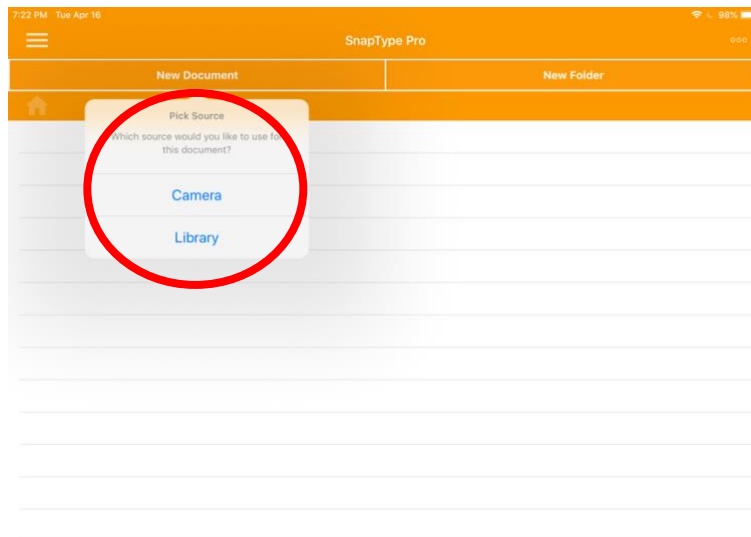 7:22 PM Tue Apr 16 98%
SnapType Pro
New Document New Folder
Pick Source
Which source would you like to use for
this document?
Camera
Library